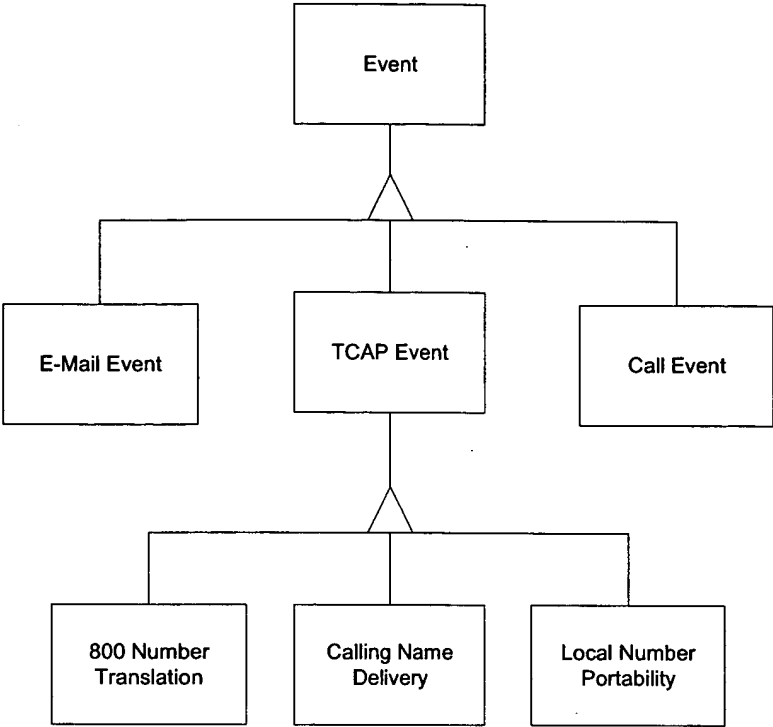 Event
E-Mail Event
TCAP Event
Call Event
800 Number
Translation
Calling Name
Delivery
Local Number
Portability